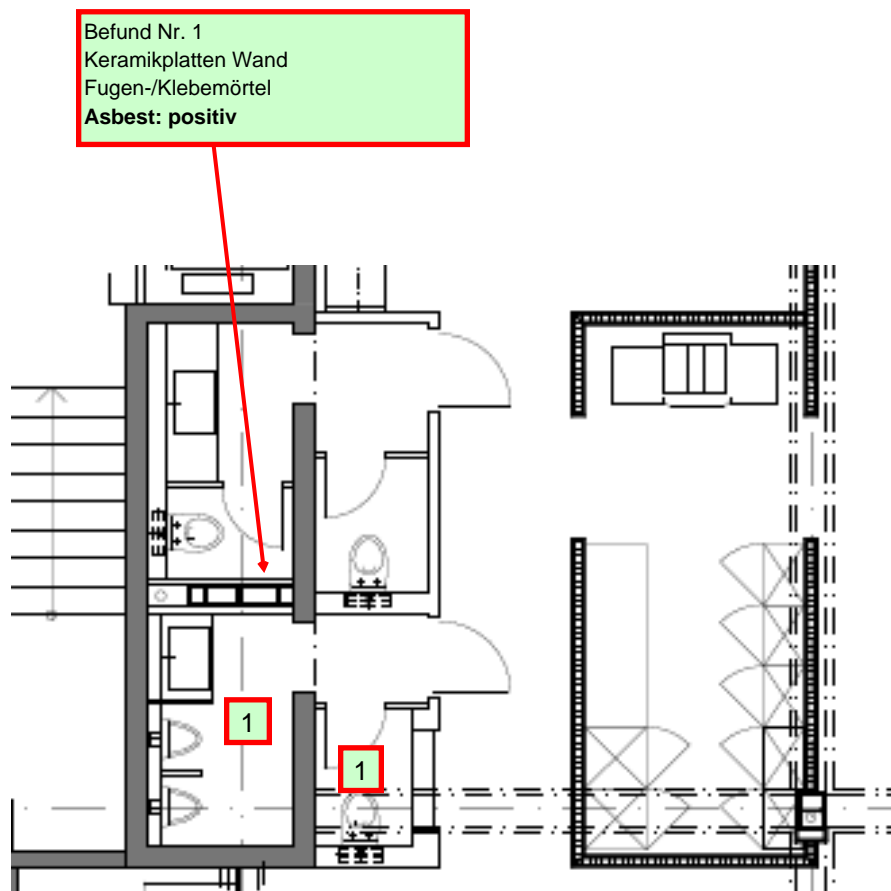 Befund Nr. 1
Keramikplatten Wand
Fugen-/Klebemörtel
Asbest: positiv
1
1